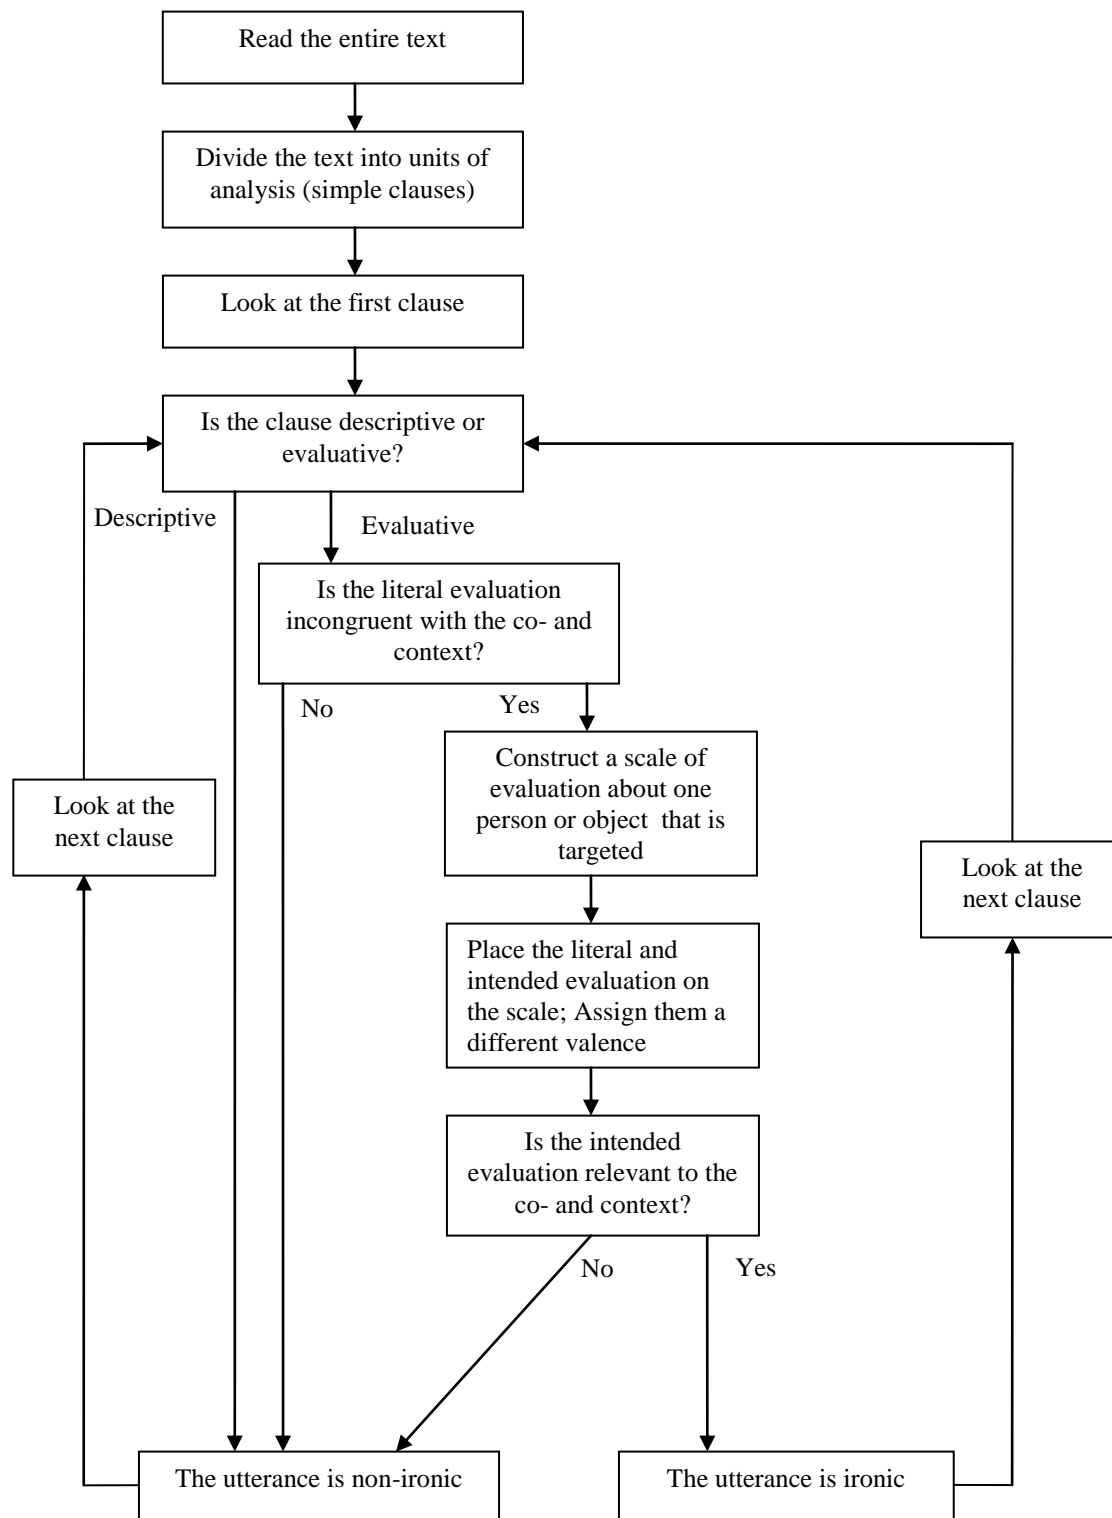 Read the entire text
Divide the text into units of
analysis (simple clauses)
Look at the first clause
Is the clause descriptive or
evaluative?
Descriptive
Evaluative
Is the literal evaluation
incongruent with the co- and
context?
No
Yes
Construct a scale of
evaluation about one
person or object that is
targeted
Look at the
next clause
Look at the
next clause
Place the literal and
intended evaluation on
the scale; Assign them a
different valence
Is the intended
evaluation relevant to the
co- and context?
No
Yes
The utterance is non-ironic
The utterance is ironic